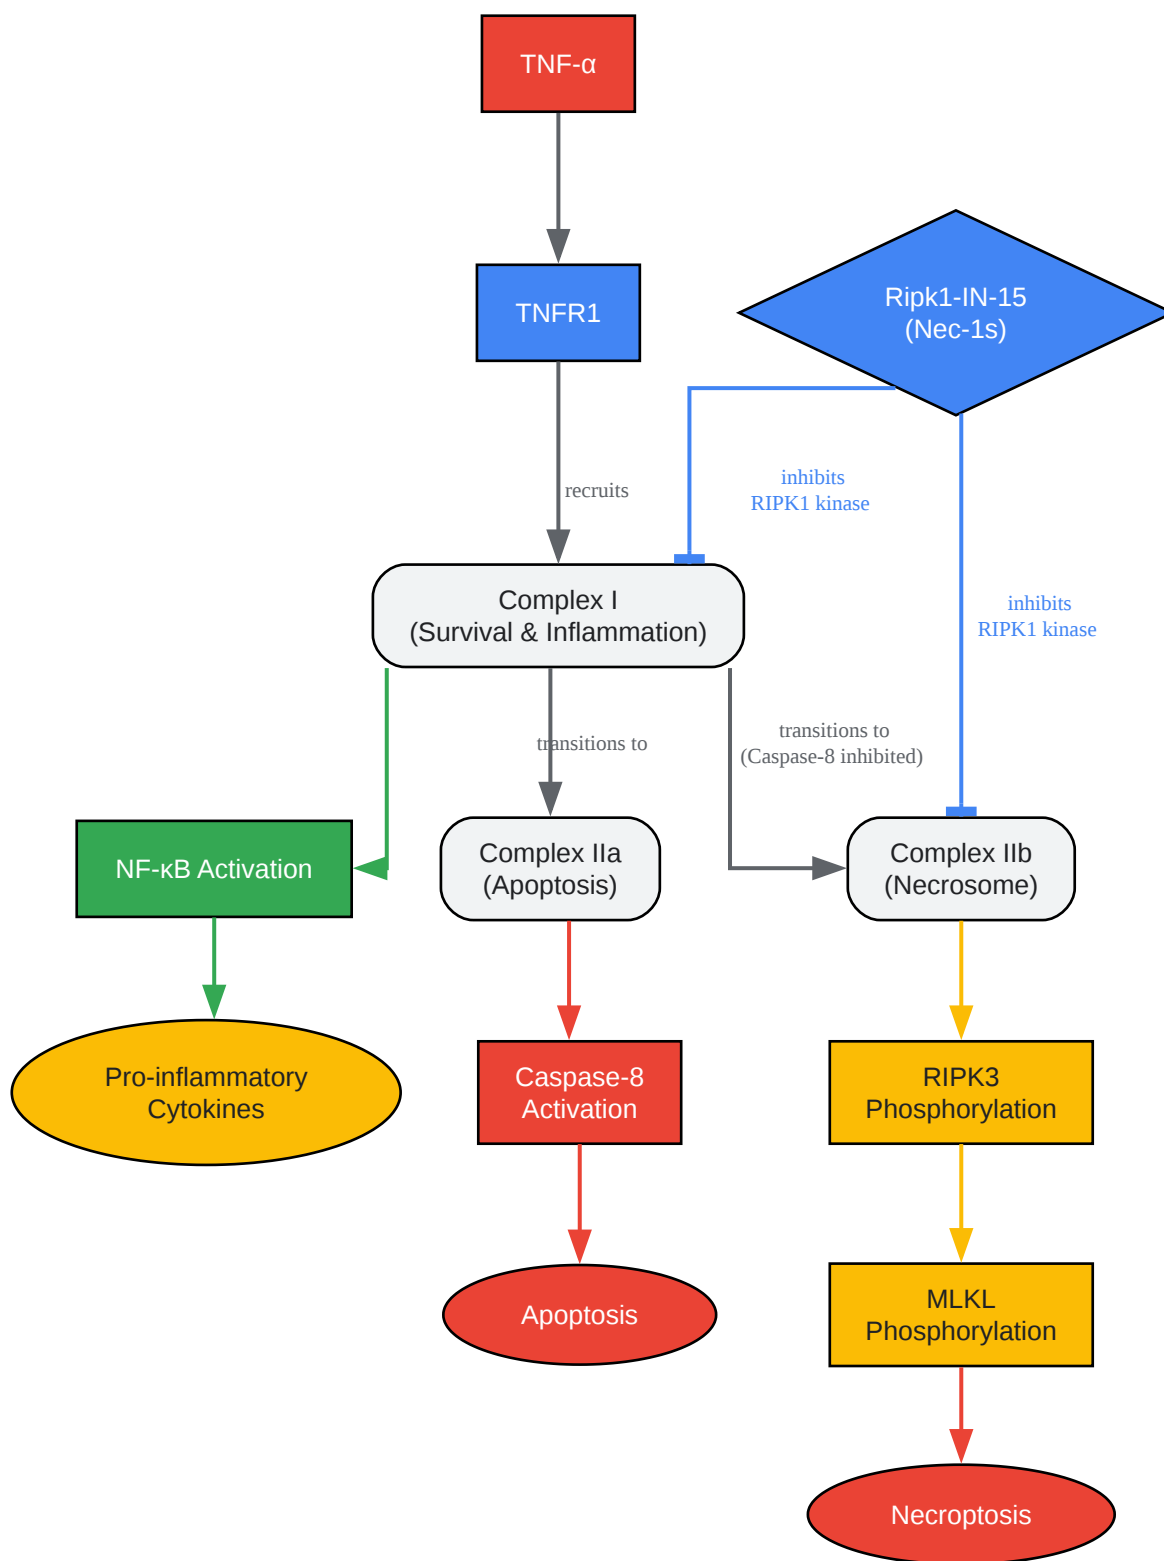 TNF-α
TNFR1
Ripk1-IN-15
(Nec-1s)
recruits
inhibits
RIPK1 kinase
inhibits
RIPK1 kinase
Complex I
(Survival & Inflammation)
transitions to
transitions to
(Caspase-8 inhibited)
NF-κB Activation
Complex IIa
(Apoptosis)
Complex IIb
(Necrosome)
Pro-inflammatory
Cytokines
Caspase-8
Activation
RIPK3
Phosphorylation
Apoptosis
MLKL
Phosphorylation
Necroptosis